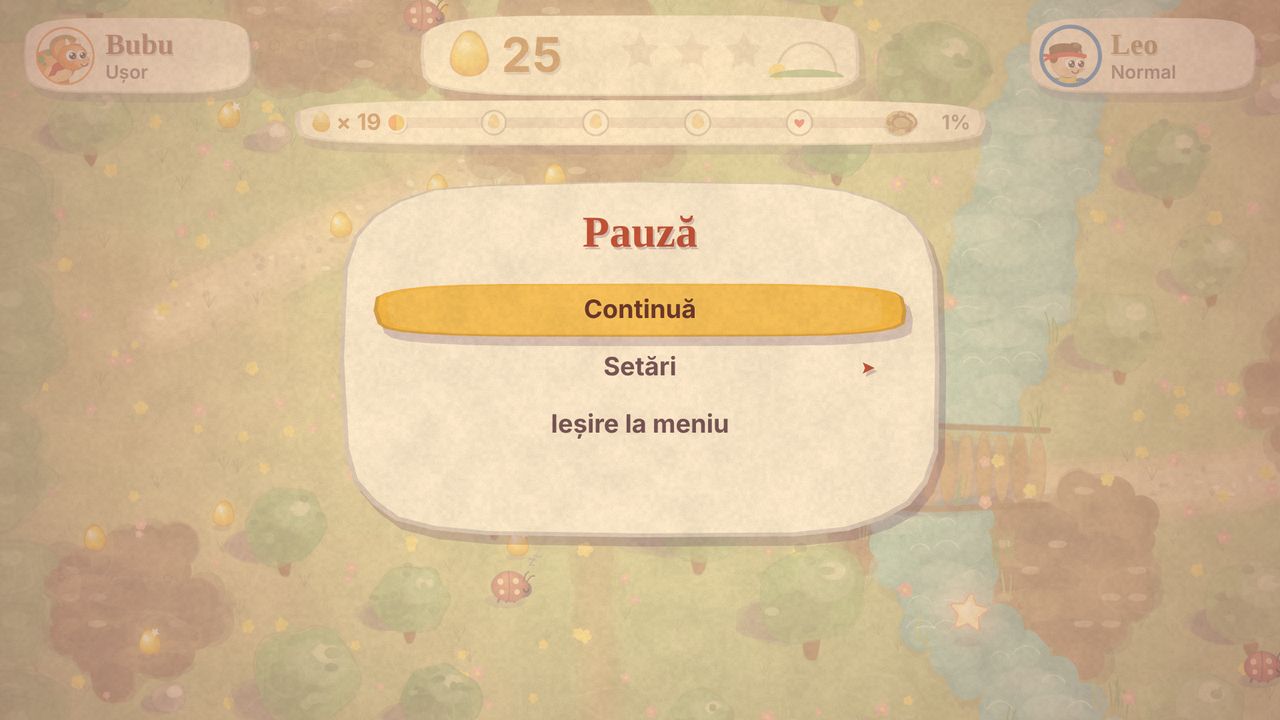 Bubu
Ușor
25
Leo
Normal
× 19
1%
Pauză
Continuă
Setări
Ieșire la meniu